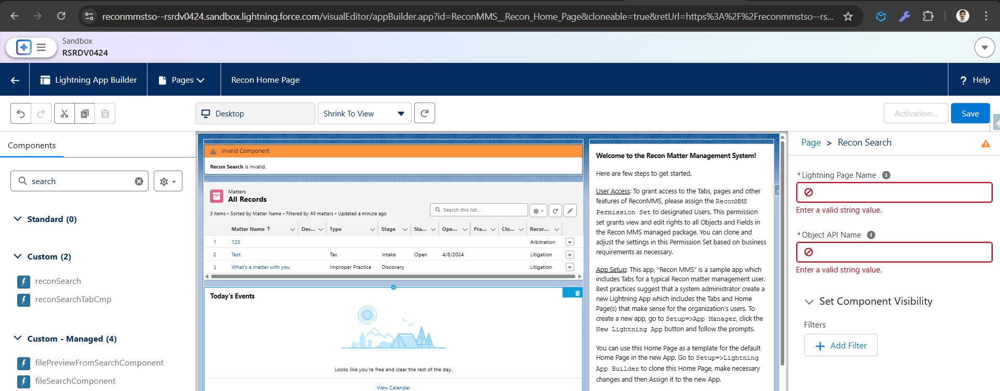 reconmmstso--rsrdv0424.sandbox.lightning.force.com/visualEditor/appBuilder.app?id=ReconMMS__Recon_Home_Page&cloneable=true&retUrl=https%3A%2F%2Freconmmstso--rs...
Sandbox
RSRDV0424
Lightning App Builder
Pages
Recon Home Page
? Help
Desktop
Shrink To View
Activation...
Save
Components
search
Standard (0)
Custom (2)
reconSearch
reconSearchTabCmp
Custom - Managed (4)
filePreviewFromSearchComponent
fileSearchComponent
Invalid Component
Recon Search is invalid.
Matters
All Records
3 items • Sorted by Matter Name • Filtered by All matters • Updated a minute ago
Search this list...
Matter Name ↑ Des... Type Stage Sta... Ope... Pra... Clo... Recor...
1 123 Arbitration
2 Test Tax Intake Open 4/8/2024 Litigation
3 What's a matter with you Improper Practice Discovery Litigation
Today's Events
Looks like you're free and clear the rest of the day.
View Calendar
Welcome to the Recon Matter Management System!
Here are few steps to get started.
User Access: To grant access to the Tabs, pages and other
features of ReconMMS, please assign the ReconMMS
Permission Set to designated Users. This permission
set grants view and edit rights to all Objects and Fields in
the Recon MMS managed package. You can clone and
adjust the settings in this Permission Set based on business
requirements as necessary.
App Setup: This app, “Recon MMS” is a sample app which
includes Tabs for a typical Recon matter management user.
Best practices suggest that a system administrator create a
new Lightning App which includes the Tabs and Home
Page(s) that make sense for the organization’s users. To
create a new app, go to Setup=>App Manager, click the
New Lightning App button and follow the prompts.
You can use this Home Page as a template for the default
Home Page in the new App. Go to Setup=>Lightning
App Builder to clone this Home Page, make necessary
changes and then Assign it to the new App.
Page > Recon Search
* Lightning Page Name
Enter a valid string value.
* Object API Name
Enter a valid string value.
Set Component Visibility
Filters
+ Add Filter